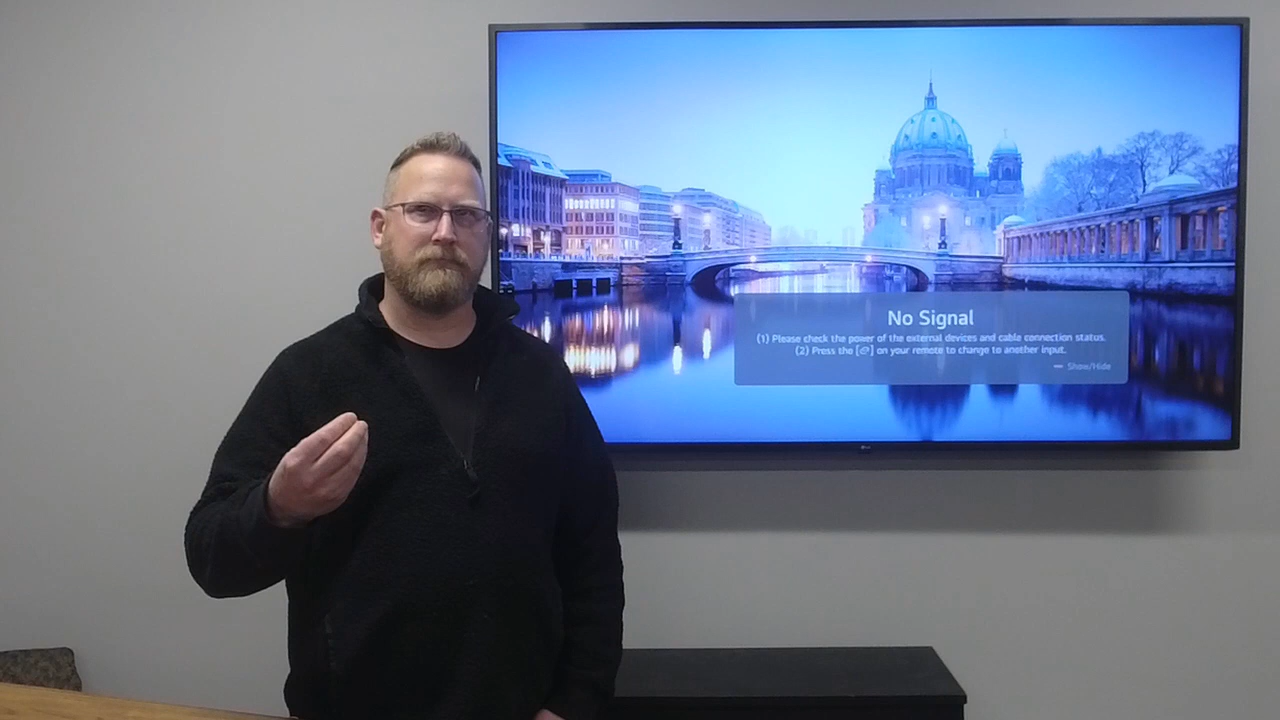 No Signal
(1) Please check the power of the external devices and cable connection status.
(2) Press the [⎆] on your remote to change to another input.
Show/Hide